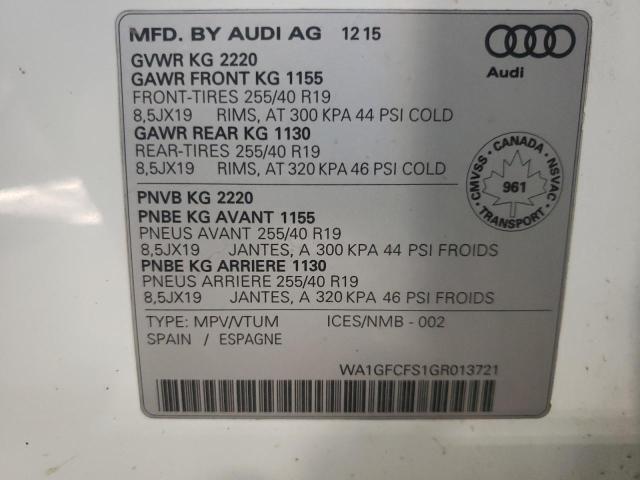 MFD. BY AUDI AG 12 15
GVWR KG 2220
GAWR FRONT KG 1155
FRONT-TIRES 255/40 R19
8,5JX19 RIMS, AT 300 KPA 44 PSI COLD
GAWR REAR KG 1130
REAR-TIRES 255/40 R19
8,5JX19 RIMS, AT 320 KPA 46 PSI COLD
Audi
CMVSS - CANADA - NSVAC
961
TRANSPORT
PNVB KG 2220
PNBE KG AVANT 1155
PNEUS AVANT 255/40 R19
8,5JX19 JANTES, A 300 KPA 44 PSI FROIDS
PNBE KG ARRIERE 1130
PNEUS ARRIERE 255/40 R19
8,5JX19 JANTES, A 320 KPA 46 PSI FROIDS
TYPE: MPV/VTUM ICES/NMB - 002
SPAIN / ESPAGNE
WA1GFCFS1GR013721